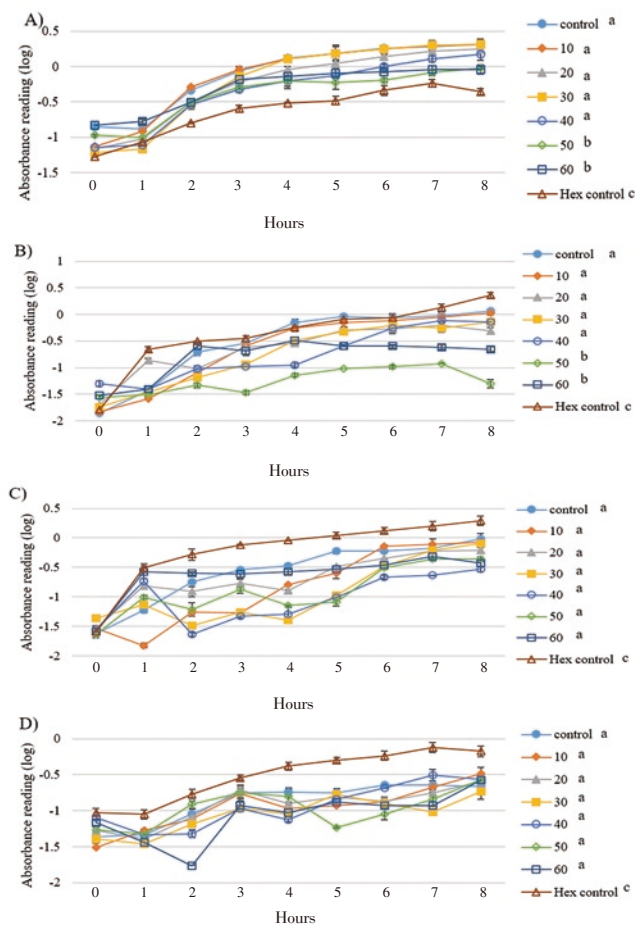 A)
Absorbance reading (log)
0.5
0
-0.5
-1
-1.5
0 1 2 3 4 5 6 7 8
Hours
control a
10 a
20 a
30 a
40 a
50 b
60 b
Hex control c
B)
Absorbance reading (log)
1
0.5
0
-0.5
-1
-1.5
-2
0 1 2 3 4 5 6 7 8
Hours
control a
10 a
20 a
30 a
40 a
50 b
60 b
Hex control c
C)
Absorbance reading (log)
0.5
0
-0.5
-1
-1.5
-2
0 1 2 3 4 5 6 7 8
Hours
control a
10 a
20 a
30 a
40 a
50 a
60 a
Hex control c
D)
Absorbance reading (log)
0
-0.5
-1
-1.5
-2
0 1 2 3 4 5 6 7 8
Hours
control a
10 a
20 a
30 a
40 a
50 a
60 a
Hex control c